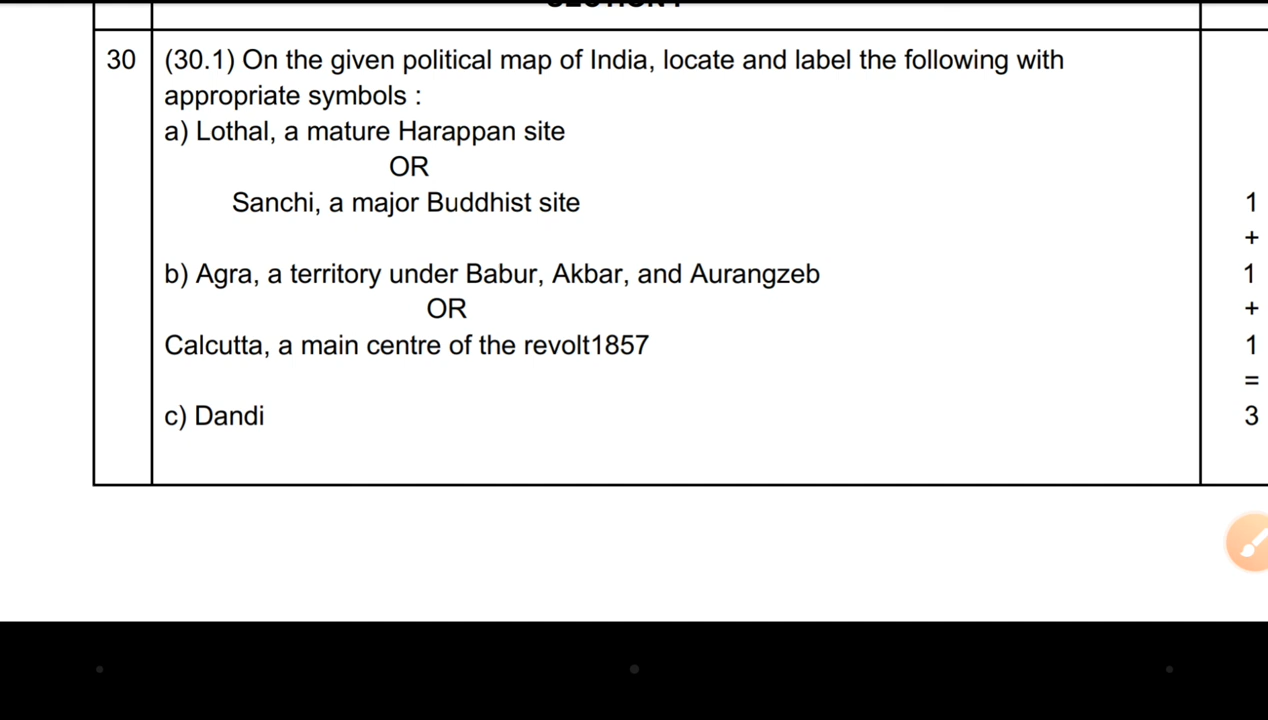 30
(30.1) On the given political map of India, locate and label the following with
appropriate symbols :
a) Lothal, a mature Harappan site
OR
Sanchi, a major Buddhist site
1
+
b) Agra, a territory under Babur, Akbar, and Aurangzeb
1
OR
+
Calcutta, a main centre of the revolt1857
1
=
c) Dandi
3